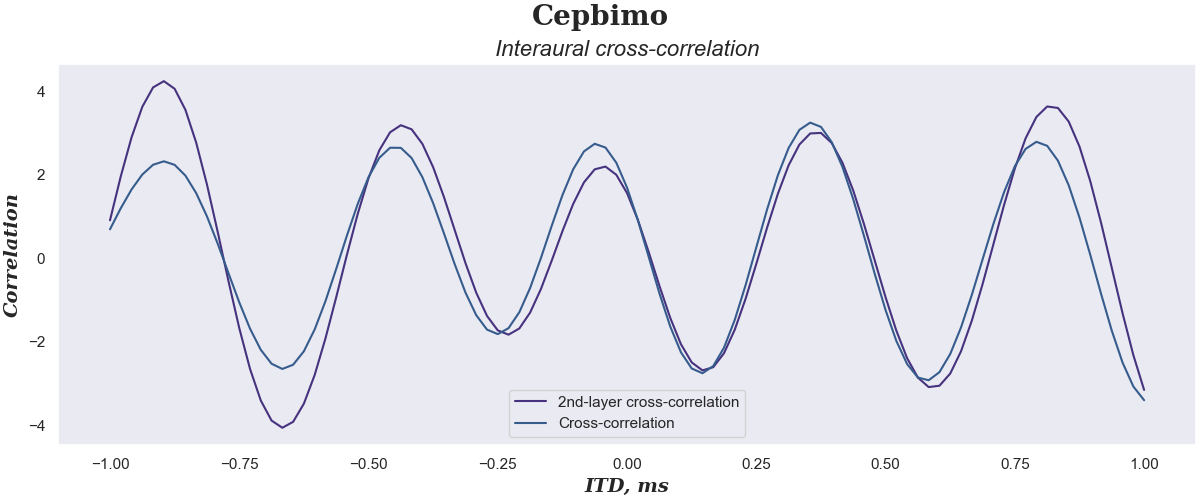 Cepbimo
Interaural cross-correlation
Correlation
4
2
0
−2
−4
2nd-layer cross-correlation
Cross-correlation
−1.00 −0.75 −0.50 −0.25 0.00 0.25 0.50 0.75 1.00
ITD, ms